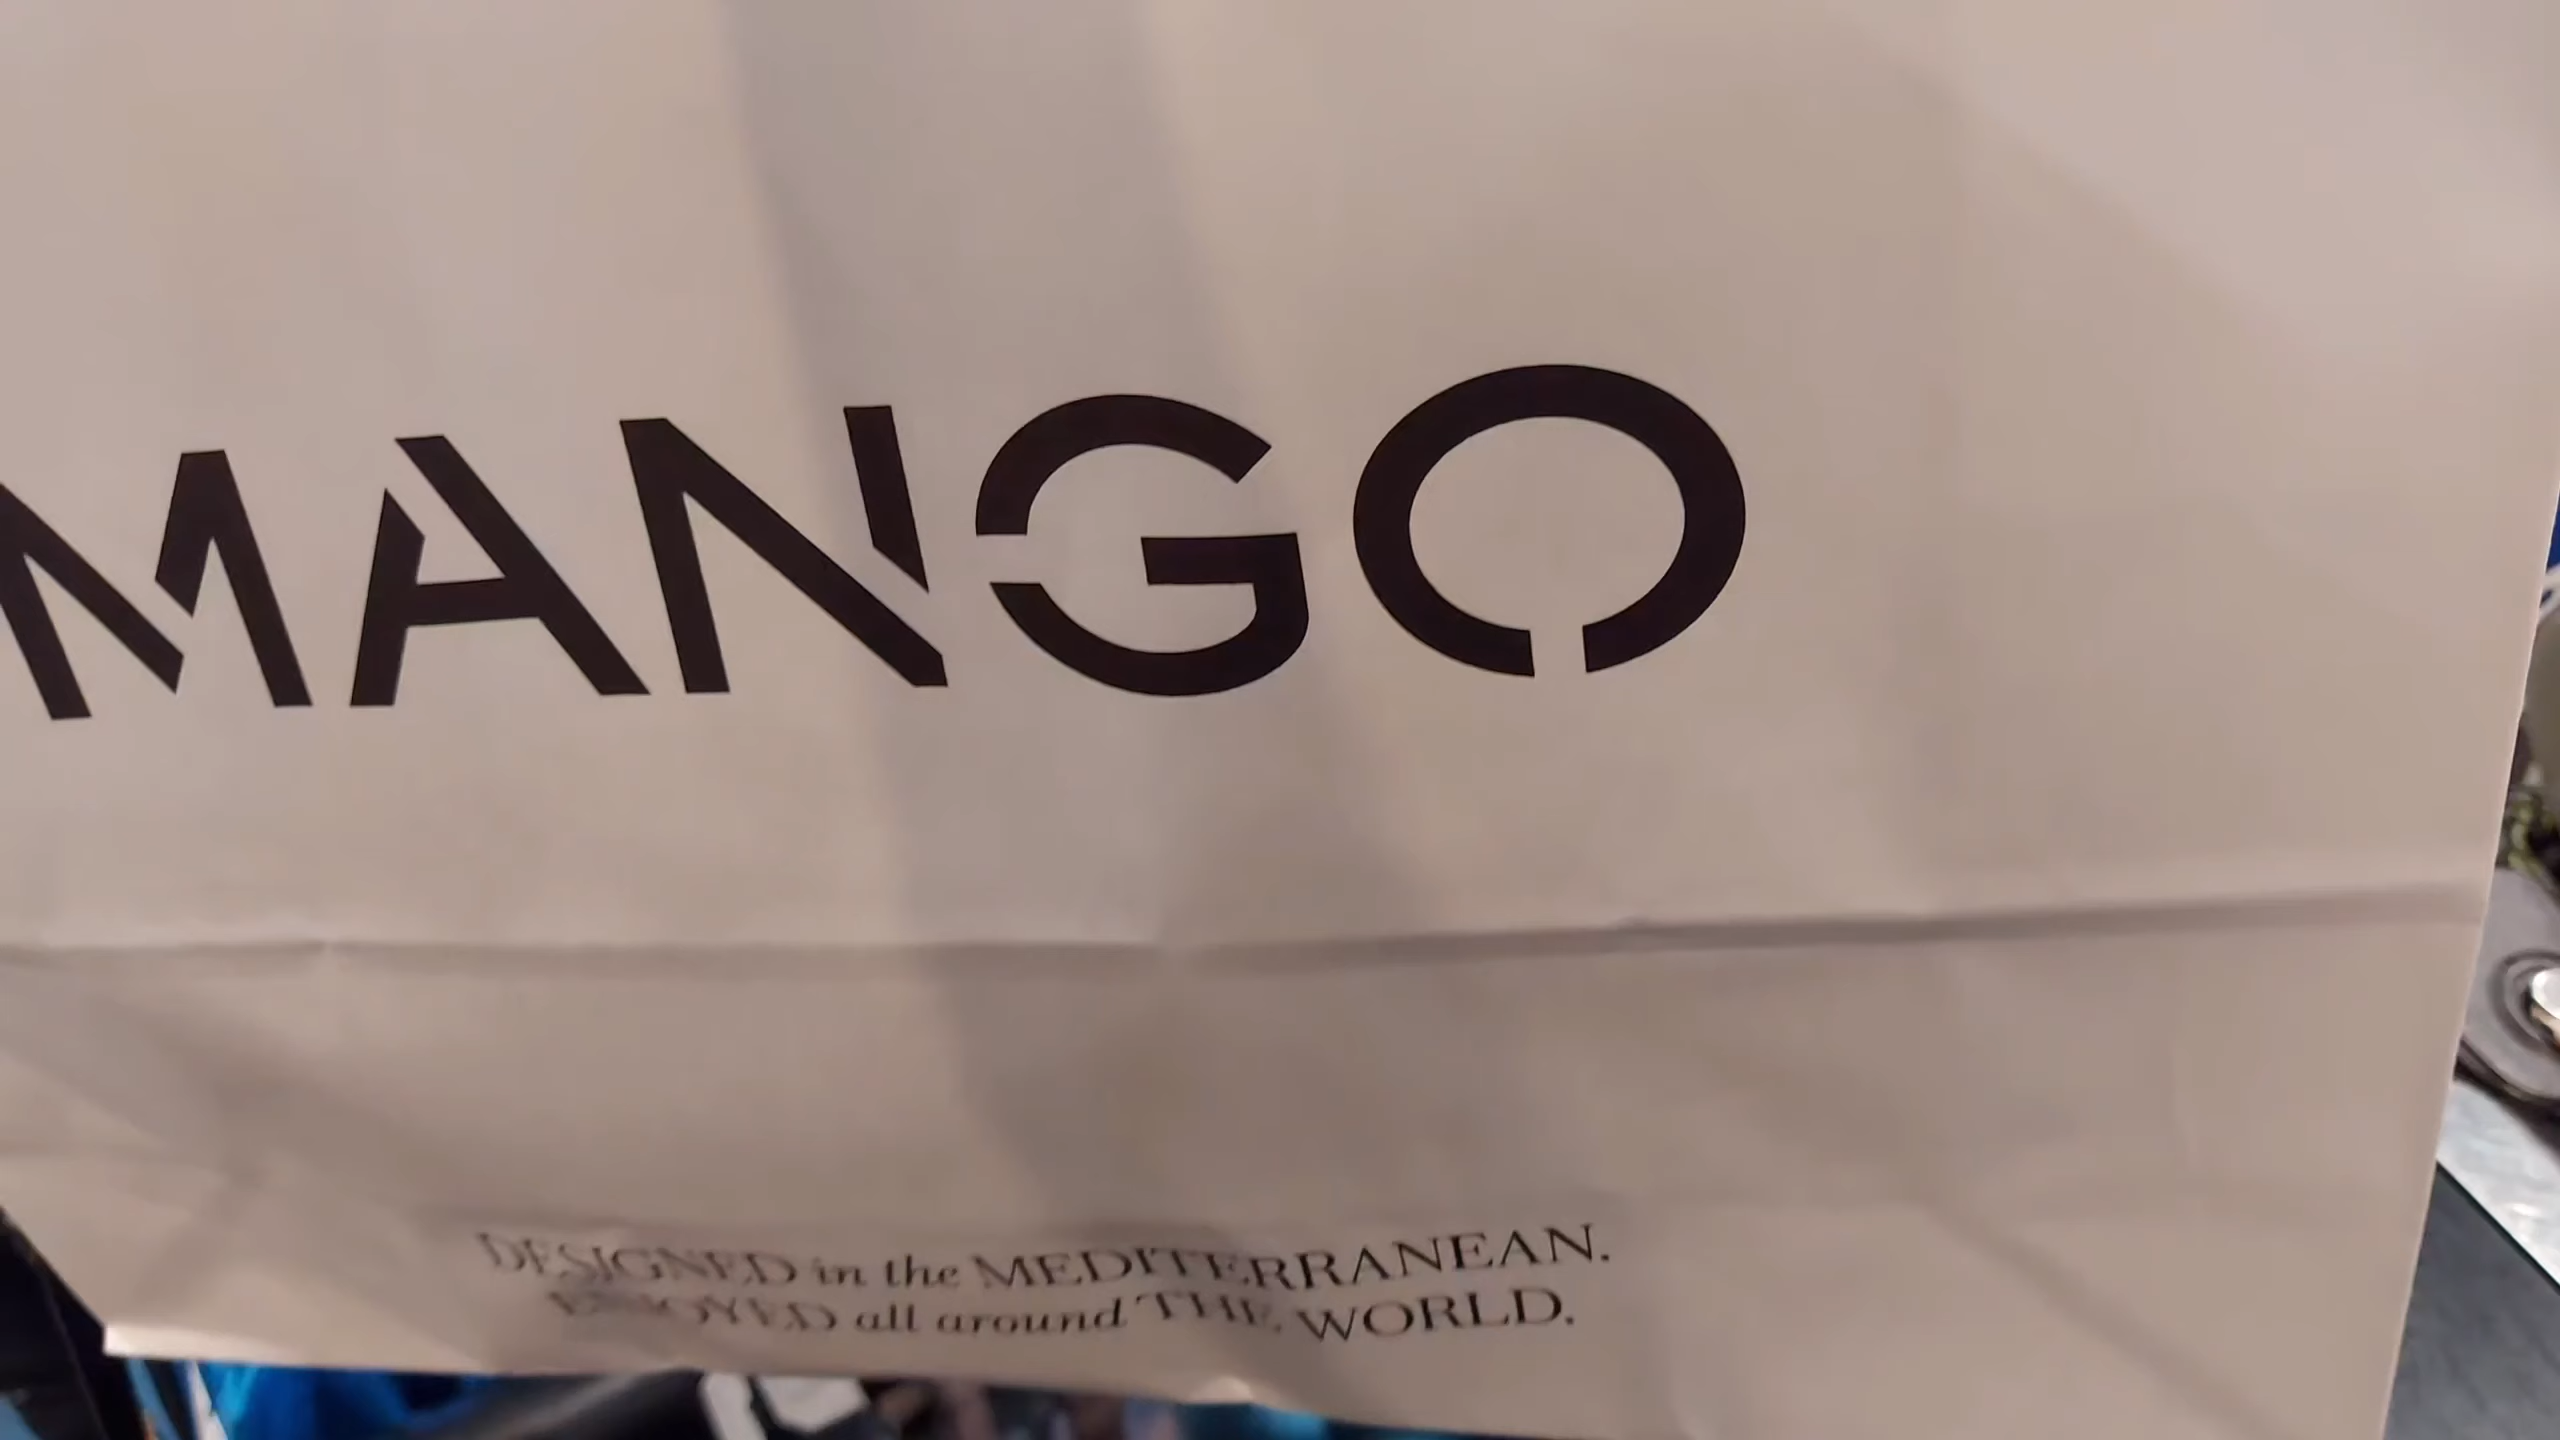 MANGO
DESIGNED in the MEDITERRANEAN.
ENJOYED all around THE WORLD.